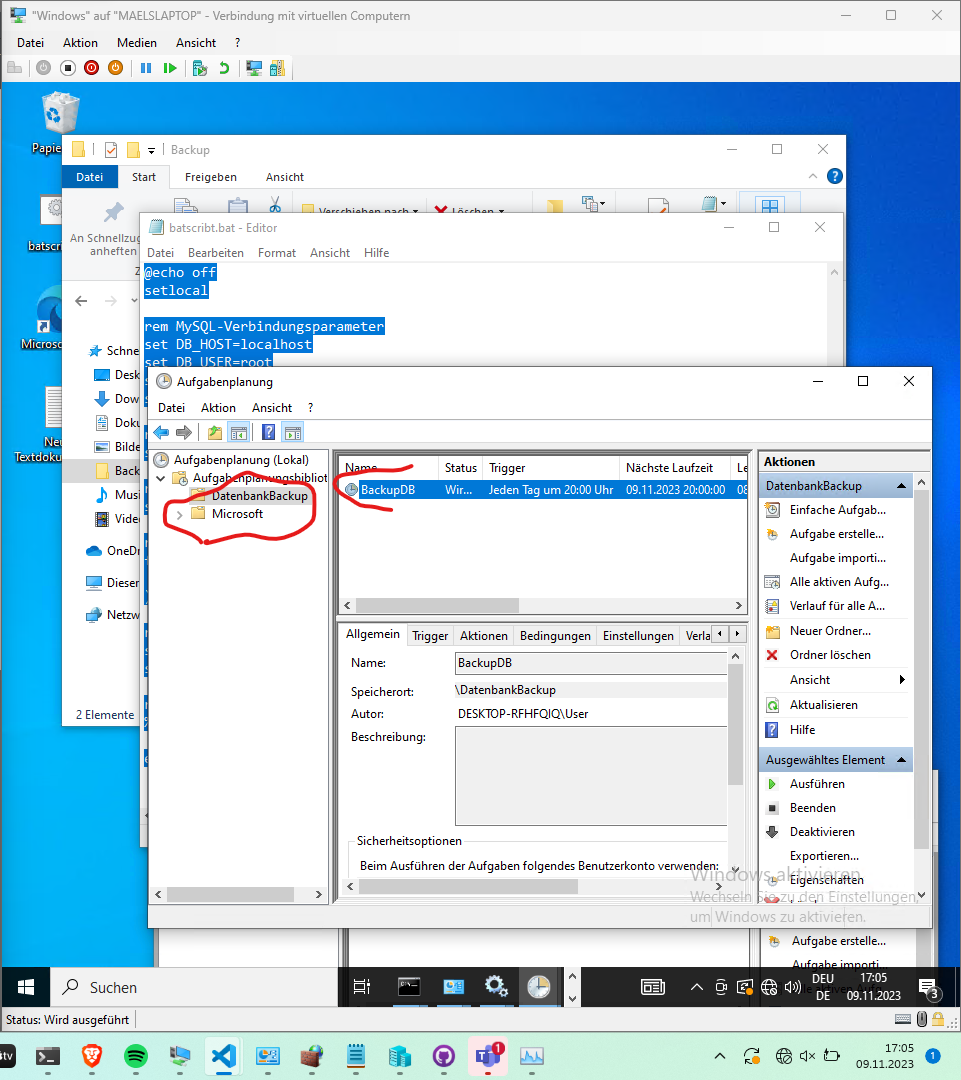 "Windows" auf "MAELSLAPTOP" - Verbindung mit virtuellen Computern
Datei Aktion Medien Ansicht ?
Backup
Datei Start Freigeben Ansicht
Verschieben nach Löschen
An Schnellzug
anheften
batscribt.bat - Editor
Datei Bearbeiten Format Ansicht Hilfe
@echo off
setlocal
rem MySQL-Verbindungsparameter
set DB_HOST=localhost
set DB_USER=root
Papie
batscr
Microso
Neu
Textdoku
Schne
Desk
Dow
Doku
Bilde
Back
Musi
Video
OneDr
Dieser
Netzw
2 Elemente
Aufgabenplanung
Datei Aktion Ansicht ?
Aufgabenplanung (Lokal)
Aufgabenplanungsbibliot
DatenbankBackup
Microsoft
Name Status Trigger Nächste Laufzeit Le
BackupDB Wir... Jeden Tag um 20:00 Uhr 09.11.2023 20:00:00 08
Allgemein Trigger Aktionen Bedingungen Einstellungen Verla
Name: BackupDB
Speicherort: \DatenbankBackup
Autor: DESKTOP-RFHFQIQ\User
Beschreibung:
Sicherheitsoptionen
Beim Ausführen der Aufgaben folgendes Benutzerkonto verwenden:
Aktionen
DatenbankBackup
Einfache Aufgab...
Aufgabe erstelle...
Aufgabe importi...
Alle aktiven Aufg...
Verlauf für alle A...
Neuer Ordner...
Ordner löschen
Ansicht
Aktualisieren
Hilfe
Ausgewähltes Element
Ausführen
Beenden
Deaktivieren
Exportieren...
Eigenschaften
Windows aktivieren
Wechseln Sie zu den Einstellungen,
um Windows zu aktivieren.
Aufgabe erstelle...
Aufgabe importi...
Suchen
DEU
DE
17:05
09.11.2023
3
Status: Wird ausgeführt
tv
1
17:05
09.11.2023
1